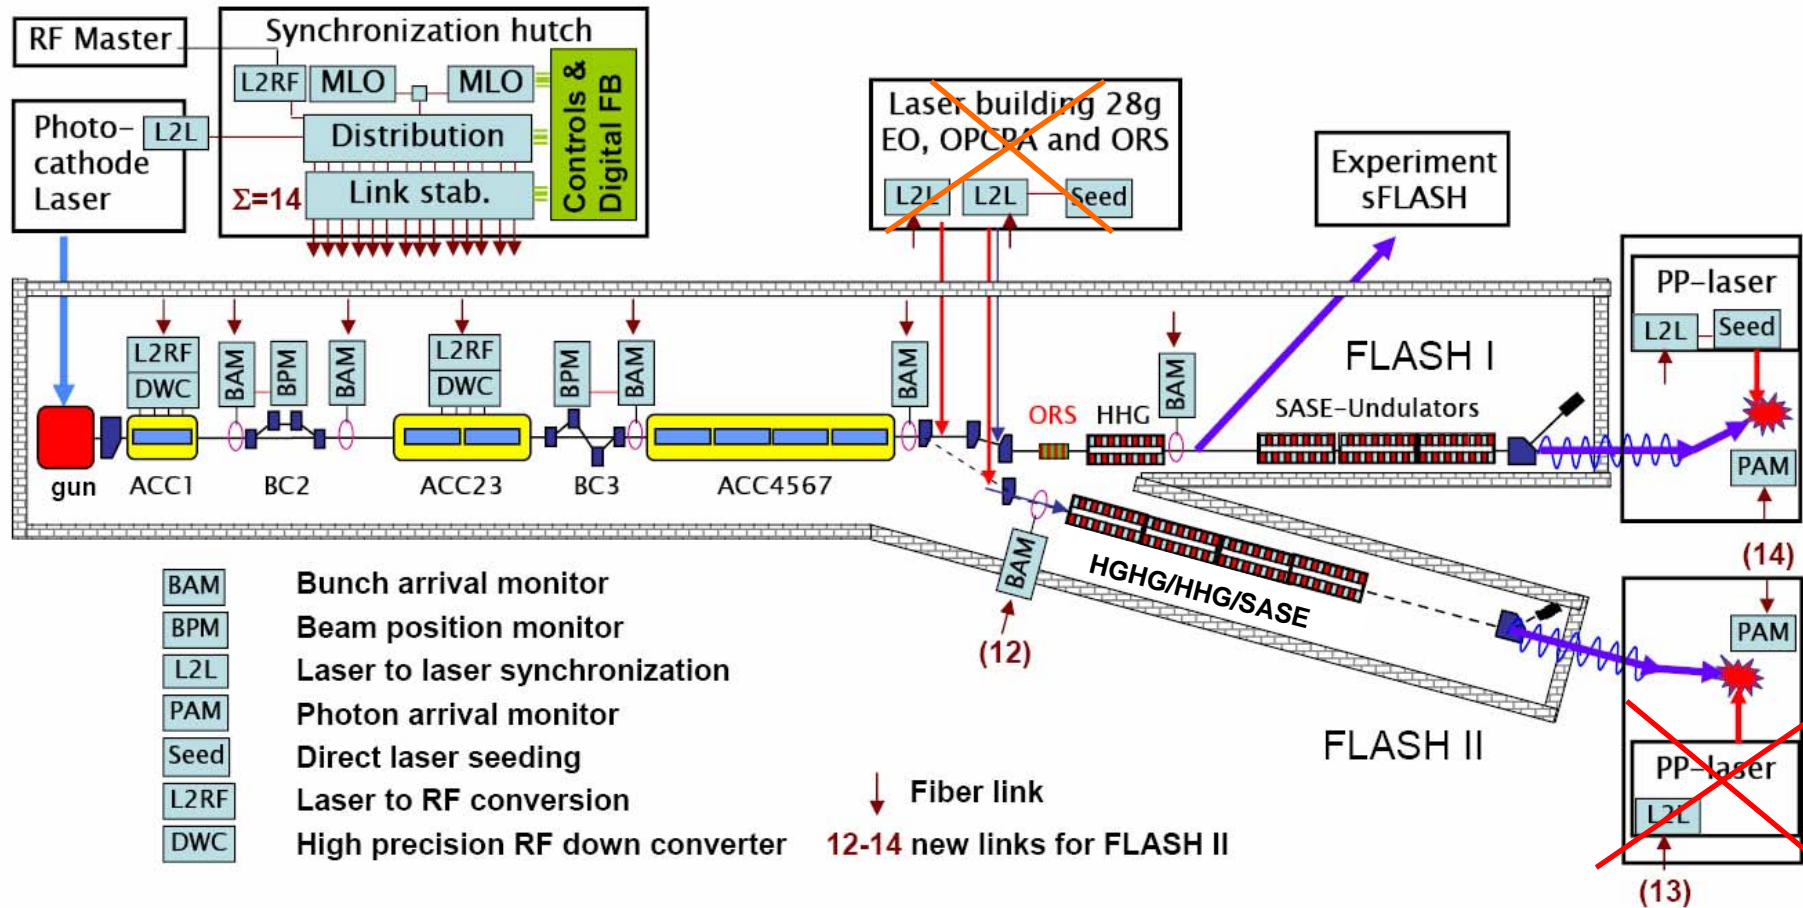 RF Master
Synchronization hutch
L2RF
MLO
MLO
Controls &
Digital FB
Photo-
cathode
Laser
L2L
Distribution
Link stab.
Σ=14
Laser building 28g
EO, OPCPA and ORS
L2L
L2L
Seed
Experiment
sFLASH
PP-laser
L2L
Seed
PAM
(14)
L2RF
DWC
BAM
BPM
BAM
L2RF
DWC
BPM
BAM
BAM
BAM
FLASH I
ORS
HHG
SASE-Undulators
gun
ACC1
BC2
ACC23
BC3
ACC4567
BAM
(12)
HGHG/HHG/SASE
FLASH II
PAM
PP-laser
L2L
(13)
BAM Bunch arrival monitor
BPM Beam position monitor
L2L Laser to laser synchronization
PAM Photon arrival monitor
Seed Direct laser seeding
L2RF Laser to RF conversion
DWC High precision RF down converter
Fiber link
12-14 new links for FLASH II